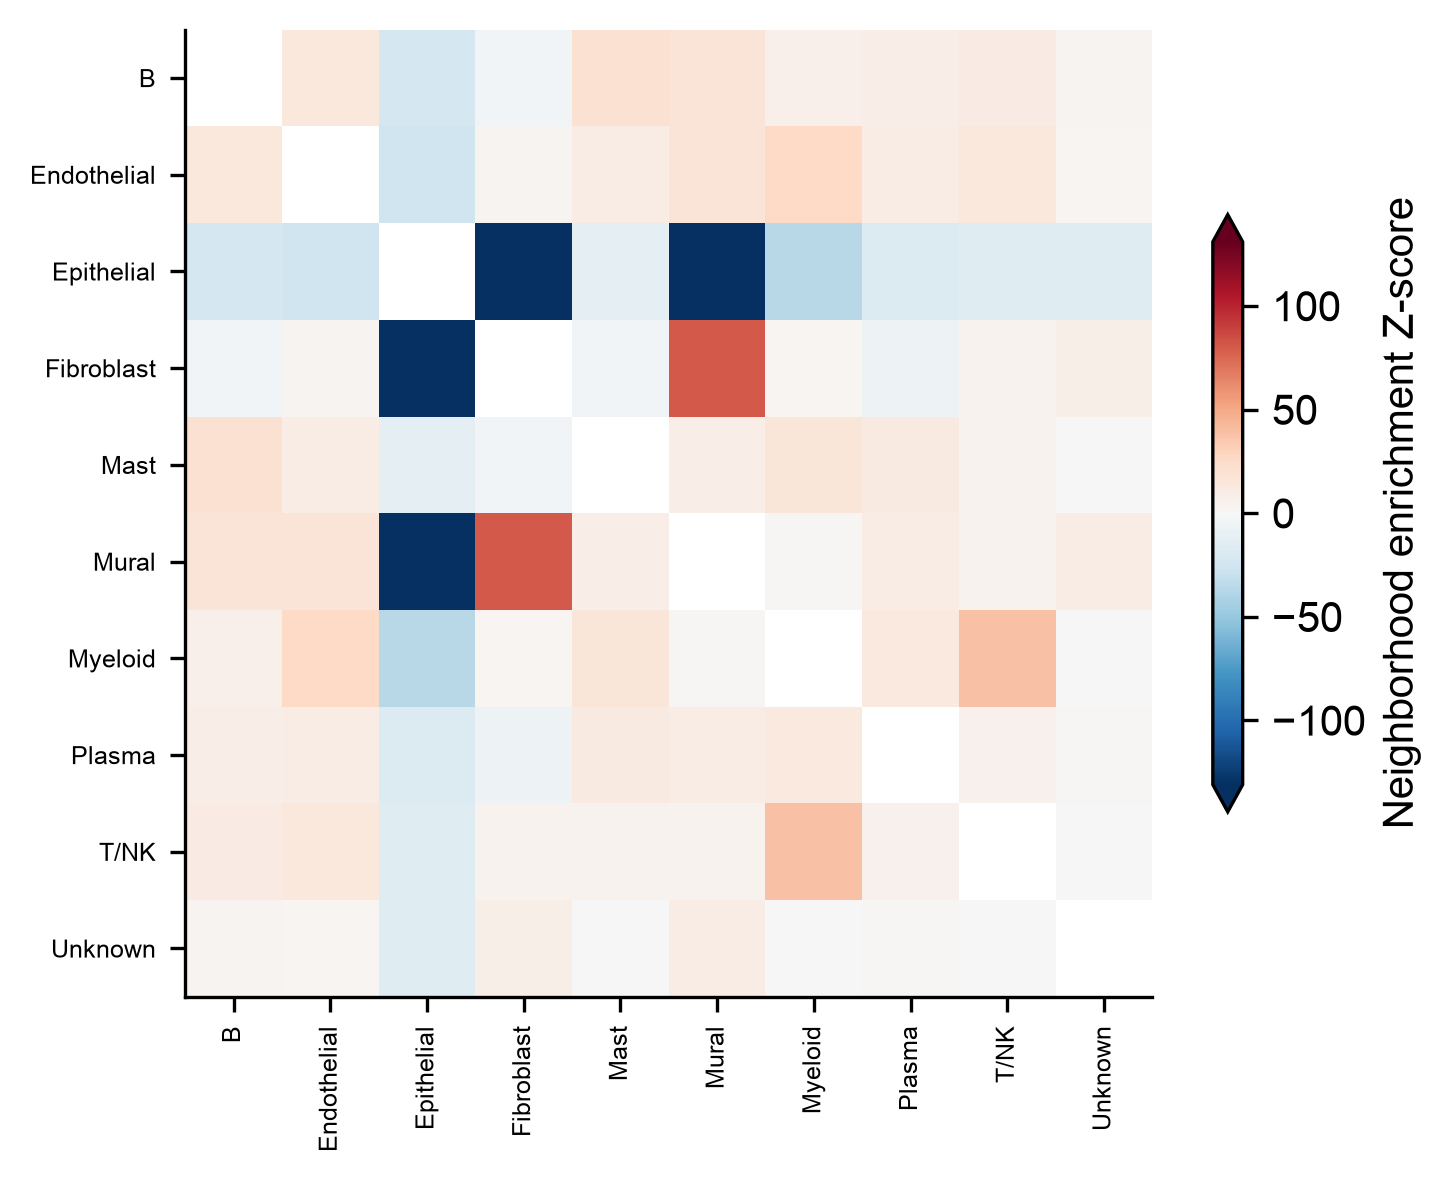 B
Endothelial
Epithelial
Fibroblast
Mast
Mural
Myeloid
Plasma
T/NK
Unknown
B
Endothelial
Epithelial
Fibroblast
Mast
Mural
Myeloid
Plasma
T/NK
Unknown
100
50
0
−50
−100
Neighborhood enrichment Z-score